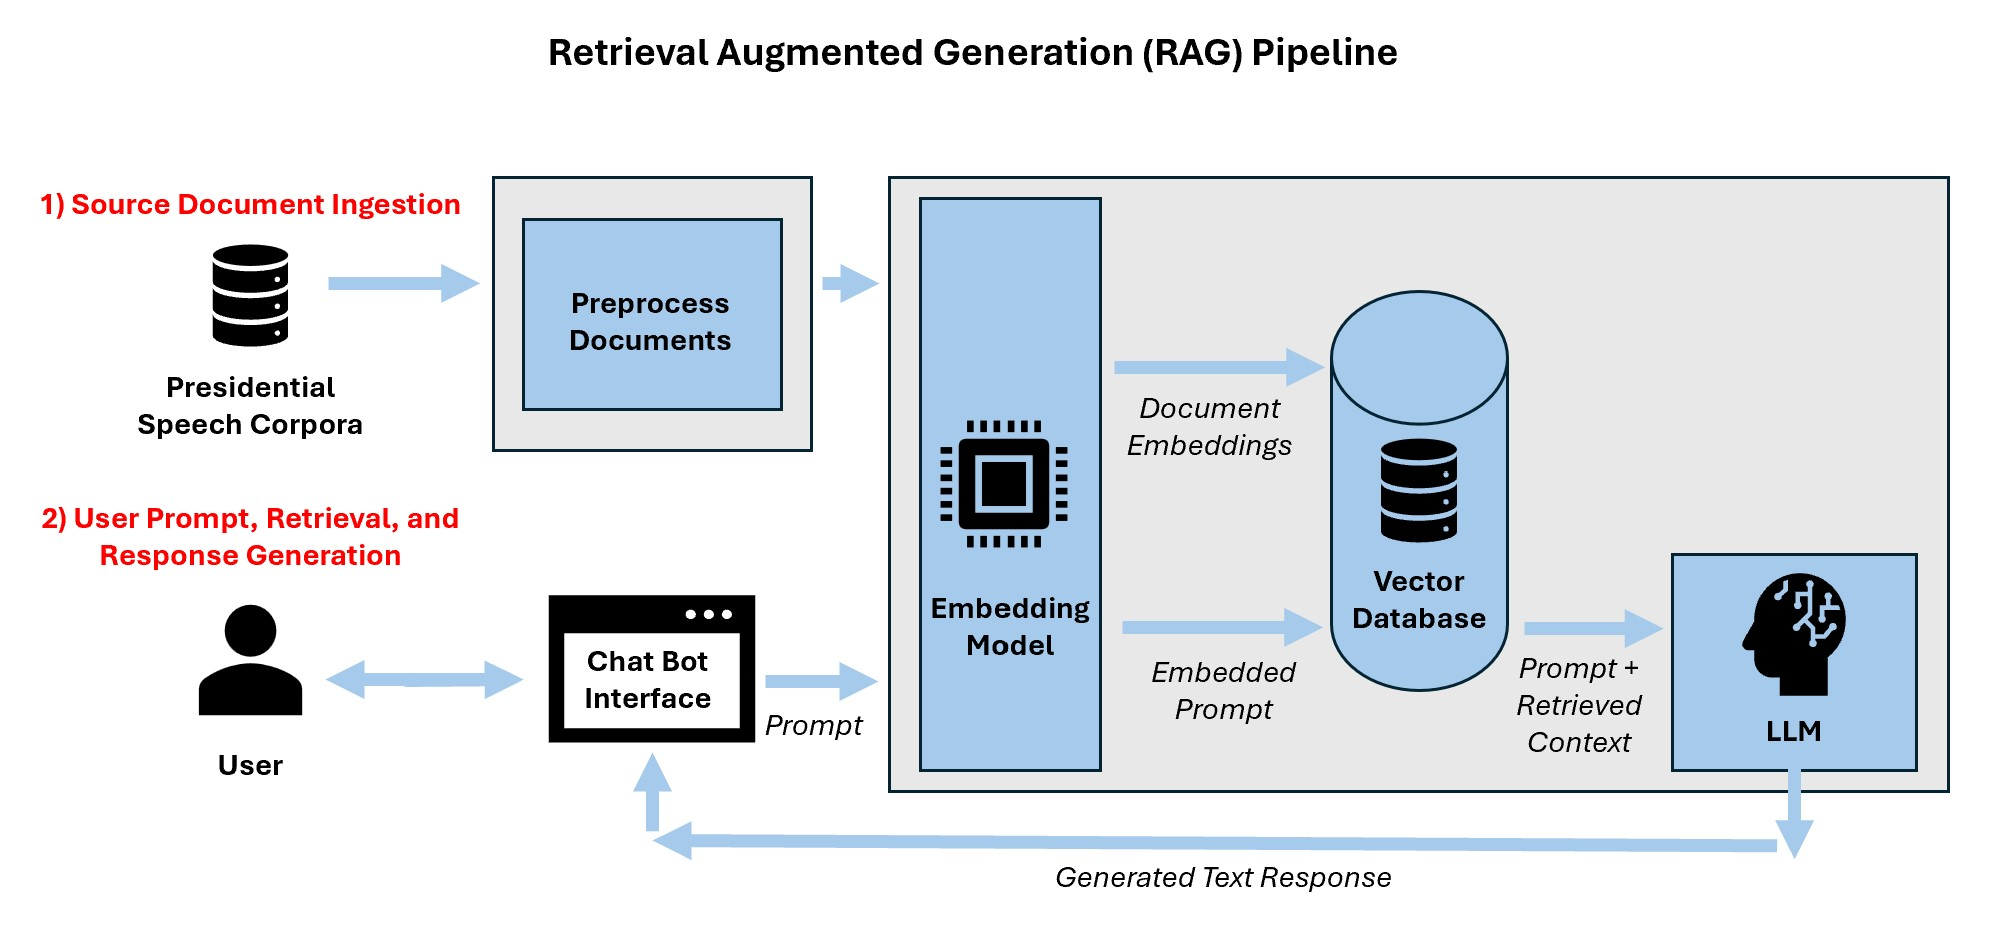 Retrieval Augmented Generation (RAG) Pipeline
1) Source Document Ingestion
Presidential
Speech Corpora
Preprocess
Documents
2) User Prompt, Retrieval, and
Response Generation
User
Chat Bot
Interface
Prompt
Embedding
Model
Document
Embeddings
Embedded
Prompt
Vector
Database
Prompt +
Retrieved
Context
LLM
Generated Text Response